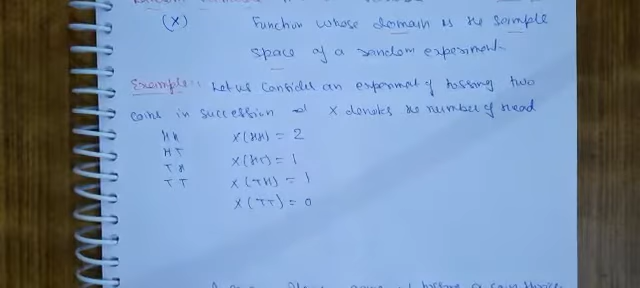 (X) Function whose domain is the sample
space of a random experiment.
Example:- Let us consider an experiment of tossing two
coins in succession X denotes the number of Head
HH X(HH) = 2
HT X(HT) = 1
TH X(TH) = 1
TT X(TT) = 0